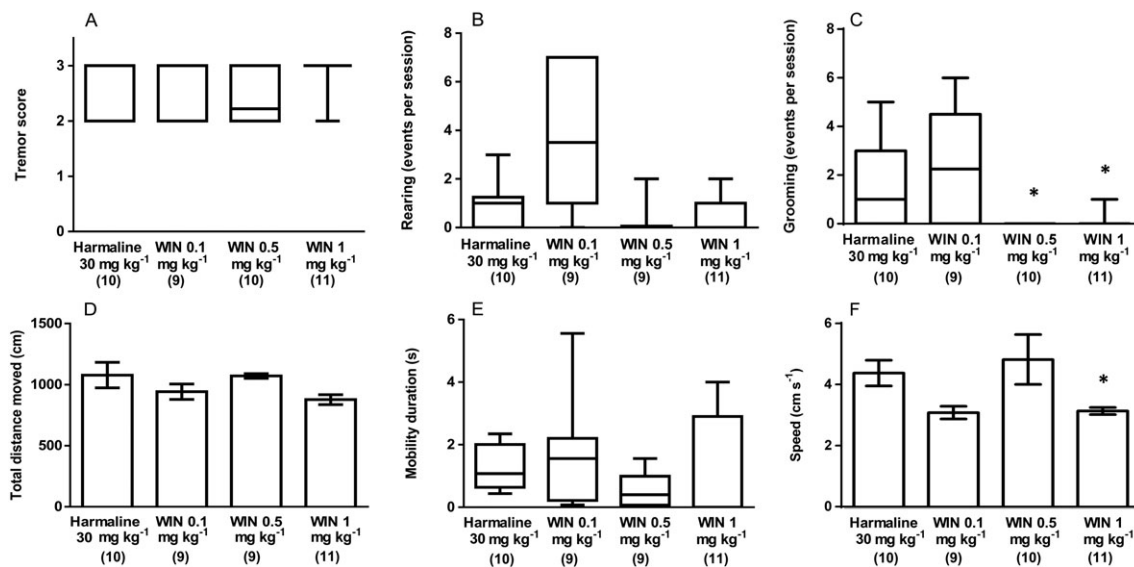 A
Tremor score
4
3
2
1
0
Harmaline
30 mg kg-1
(10)
WIN 0.1
mg kg-1
(9)
WIN 0.5
mg kg-1
(10)
WIN 1
mg kg-1
(11)
B
Rearing (events per session)
8
6
4
2
0
Harmaline
30 mg kg-1
(10)
WIN 0.1
mg kg-1
(9)
WIN 0.5
mg kg-1
(9)
WIN 1
mg kg-1
(11)
C
Grooming (events per session)
8
6
4
2
0
*
*
Harmaline
30 mg kg-1
(10)
WIN 0.1
mg kg-1
(9)
WIN 0.5
mg kg-1
(10)
WIN 1
mg kg-1
(11)
D
Total distance moved (cm)
1500
1000
500
0
Harmaline
30 mg kg-1
(10)
WIN 0.1
mg kg-1
(9)
WIN 0.5
mg kg-1
(10)
WIN 1
mg kg-1
(11)
E
Mobility duration (s)
6
4
2
0
Harmaline
30 mg kg-1
(10)
WIN 0.1
mg kg-1
(9)
WIN 0.5
mg kg-1
(9)
WIN 1
mg kg-1
(11)
F
Speed (cm s-1)
6
4
2
0
*
Harmaline
30 mg kg-1
(10)
WIN 0.1
mg kg-1
(9)
WIN 0.5
mg kg-1
(10)
WIN 1
mg kg-1
(11)